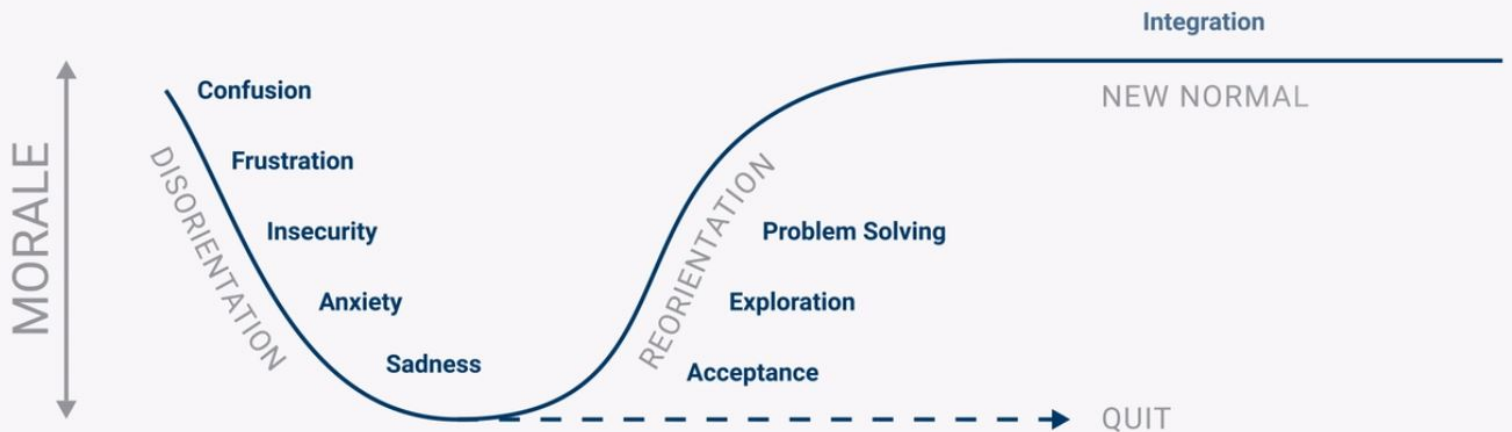 Integration
NEW NORMAL
MORALE
Confusion
Frustration
Insecurity
Anxiety
Sadness
DISORIENTATION
REORIENTATION
Problem Solving
Exploration
Acceptance
QUIT